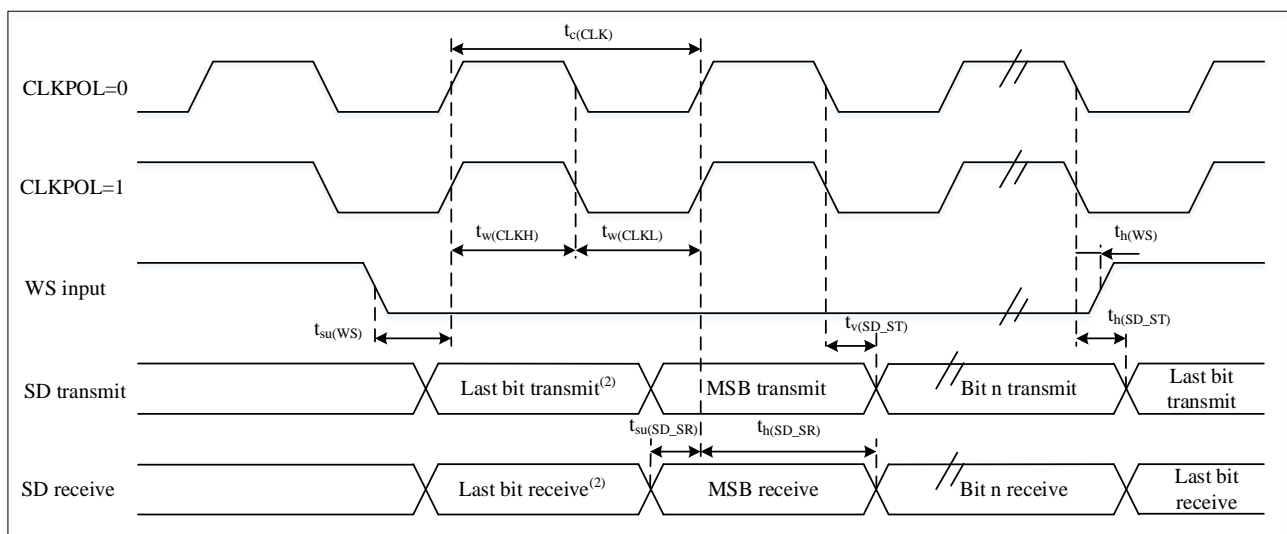 t_c(CLK)
CLKPOL=0
CLKPOL=1
t_w(CLKH)
t_w(CLKL)
t_h(WS)
WS input
t_su(WS)
t_v(SD_ST)
t_h(SD_ST)
SD transmit
Last bit transmit(2)
MSB transmit
Bit n transmit
Last bit
transmit
t_su(SD_SR)
t_h(SD_SR)
SD receive
Last bit receive(2)
MSB receive
Bit n receive
Last bit
receive